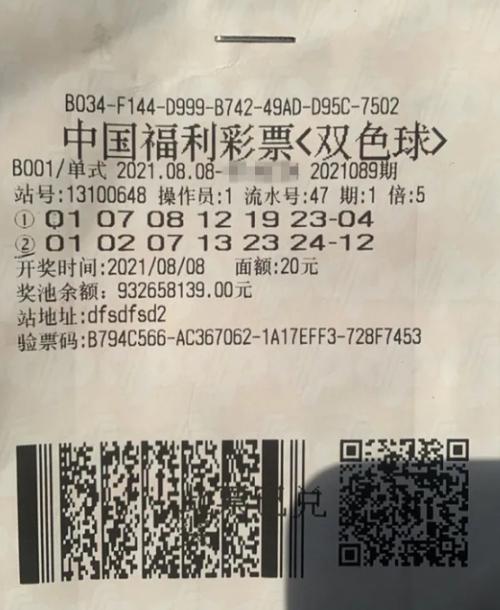 B034-F144-D999-B742-49AD-D95C-7502
中国福利彩票<双色球>
B001/单式 2021.08.08- 2021089期
站号:13100648 操作员:1 流水号:47 期:1 倍:5
① 01 07 08 12 19 23-04
② 01 02 07 13 23 24-12
开奖时间:2021/08/08 面额:20元
奖池余额: 932658139.00元
站地址:dfsdfsd2
验票码:B794C566-AC367062-1A17EFF3-728F7453